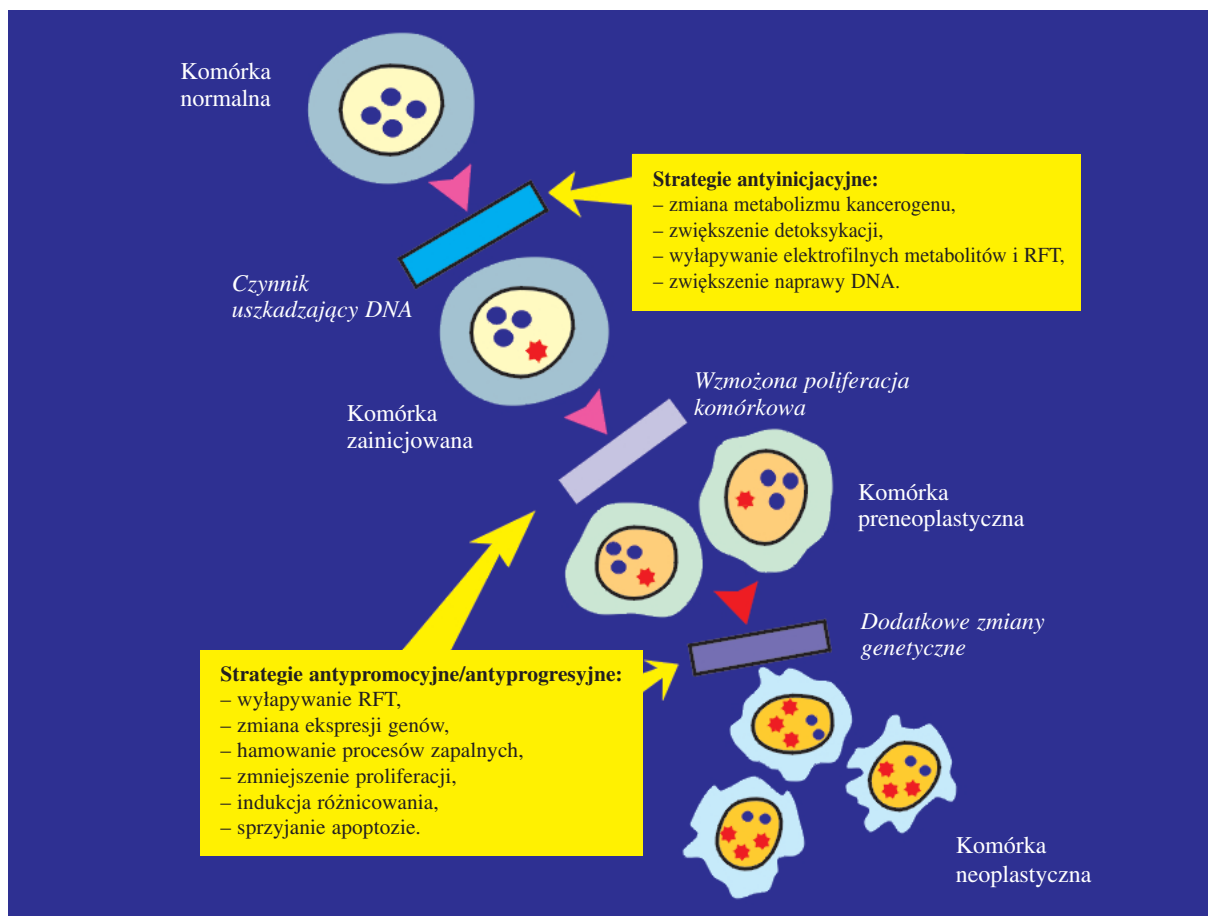 Komórka
normalna
Strategie antyinicjacyjne:
– zmiana metabolizmu kancerogenu,
– zwiększenie detoksykacji,
– wyłapywanie elektrofilnych metabolitów i RFT,
– zwiększenie naprawy DNA.
Czynnik
uszkadzający DNA
Komórka
zainicjowana
Wzmożona poliferacja
komórkowa
Komórka
preneoplastyczna
Dodatkowe zmiany
genetyczne
Strategie antypromocyjne/antyprogresyjne:
– wyłapywanie RFT,
– zmiana ekspresji genów,
– hamowanie procesów zapalnych,
– zmniejszenie proliferacji,
– indukcja różnicowania,
– sprzyjanie apoptozie.
Komórka
neoplastyczna